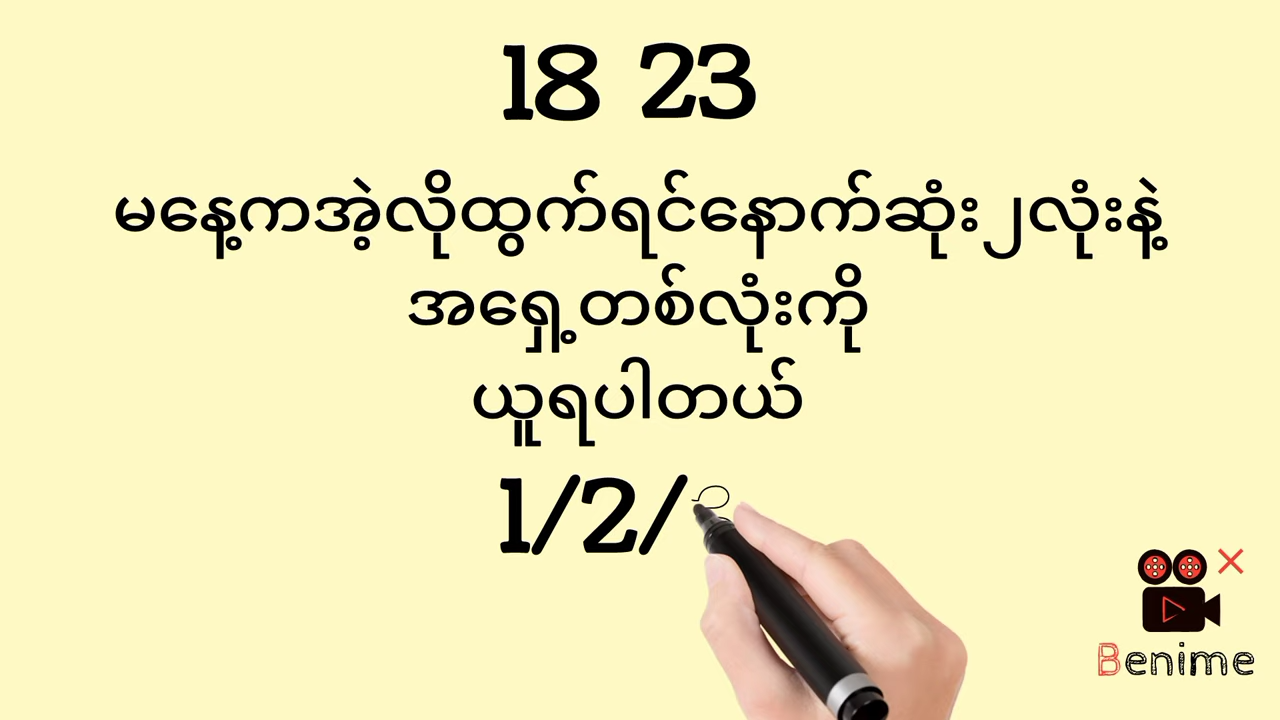 18 23
မနေ့ကအဲ့လိုထွက်ရင်နောက်ဆုံး၂လုံးနဲ့
အရှေ့တစ်လုံးကို
ယူရပါတယ်
1/2/
Benime